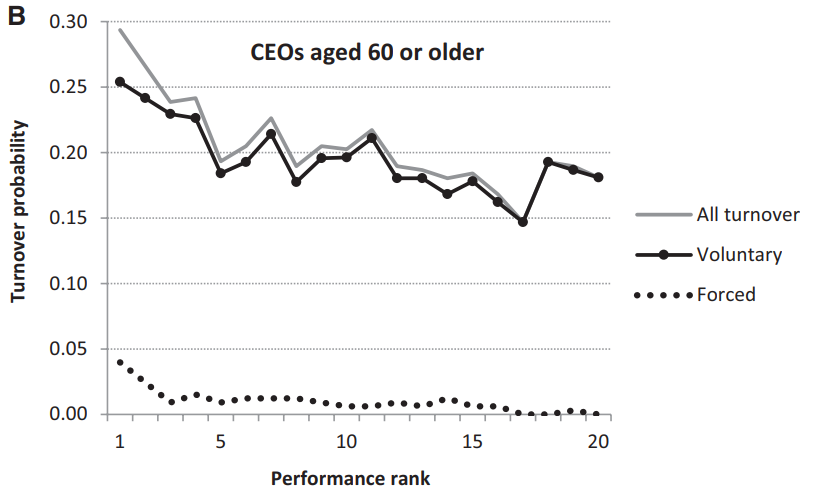 B
CEOs aged 60 or older
Turnover probability
0.30
0.25
0.20
0.15
0.10
0.05
0.00
1 5 10 15 20
Performance rank
All turnover
Voluntary
Forced